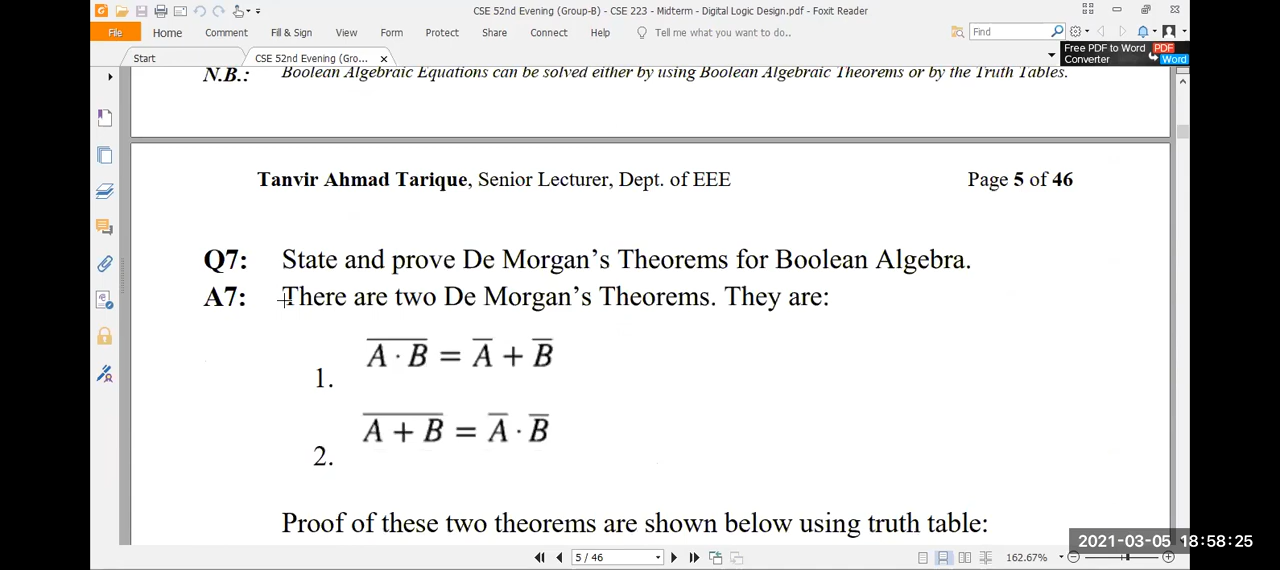 CSE 52nd Evening (Group-B) - CSE 223 - Midterm - Digital Logic Design.pdf - Foxit Reader
File Home Comment Fill & Sign View Form Protect Share Connect Help Tell me what you want to do.. Find
Start CSE 52nd Evening (Gro... Free PDF to Word Converter PDF Word
N.B.: Boolean Algebraic Equations can be solved either by using Boolean Algebraic Theorems or by the Truth Tables.
Tanvir Ahmad Tarique, Senior Lecturer, Dept. of EEE Page 5 of 46
Q7: State and prove De Morgan's Theorems for Boolean Algebra.
A7: There are two De Morgan's Theorems. They are:
1. A̅ ̅·̅ ̅B̅ = A̅ + B̅
2. A̅ ̅+̅ ̅B̅ = A̅ · B̅
Proof of these two theorems are shown below using truth table:
2021-03-05 18:58:25
5 / 46 162.67%